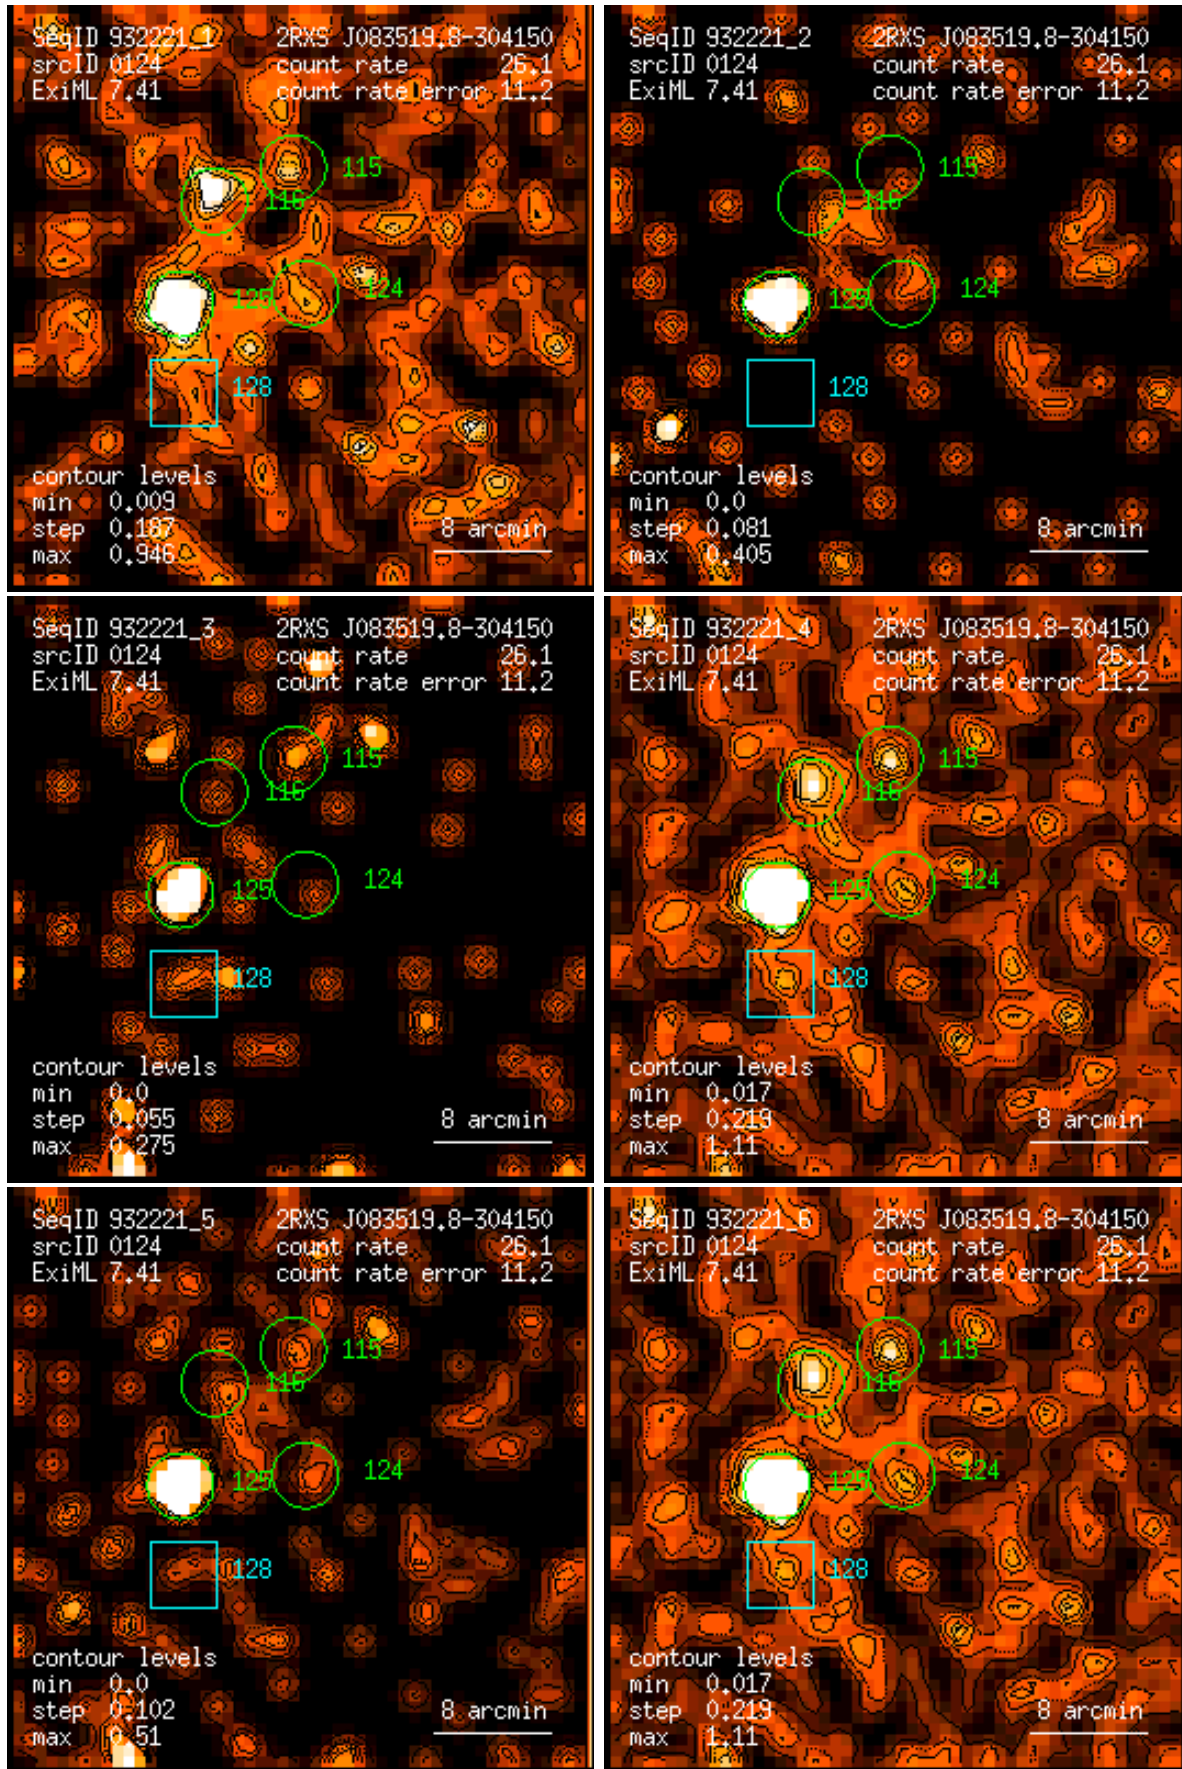 SeqID 932221_1 2RXS J083519.8-304150
srcID 0124 count rate 26.1
ExiML 7.41 count rate error 11.2
115
116
125 124
128
contour levels
min 0.009
step 0.187 8 arcmin
max 0.946
SeqID 932221_2 2RXS J083519.8-304150
srcID 0124 count rate 26.1
ExiML 7.41 count rate error 11.2
115
116
125 124
128
contour levels
min 0.0
step 0.081 8 arcmin
max 0.405
SeqID 932221_3 2RXS J083519.8-304150
srcID 0124 count rate 26.1
ExiML 7.41 count rate error 11.2
115
116
125 124
128
contour levels
min 0.0
step 0.055 8 arcmin
max 0.275
SeqID 932221_4 2RXS J083519.8-304150
srcID 0124 count rate 26.1
ExiML 7.41 count rate error 11.2
115
116
125 124
128
contour levels
min 0.017
step 0.219 8 arcmin
max 1.11
SeqID 932221_5 2RXS J083519.8-304150
srcID 0124 count rate 26.1
ExiML 7.41 count rate error 11.2
115
116
125 124
128
contour levels
min 0.0
step 0.102 8 arcmin
max 0.51
SeqID 932221_6 2RXS J083519.8-304150
srcID 0124 count rate 26.1
ExiML 7.41 count rate error 11.2
115
116
125 124
128
contour levels
min 0.017
step 0.219 8 arcmin
max 1.11